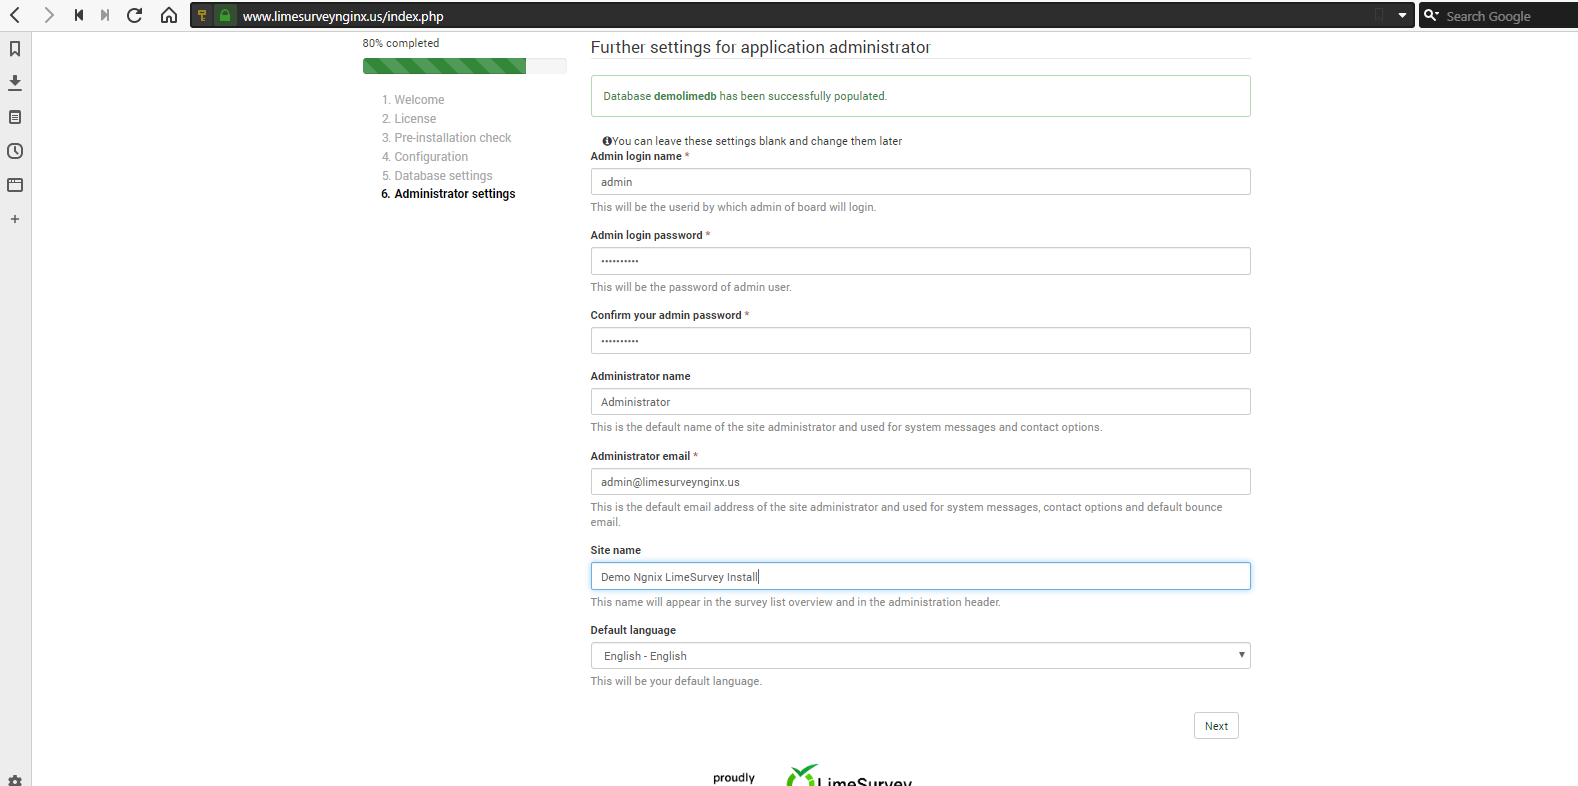 www.limesurveynginx.us/index.php
Search Google
80% completed
1. Welcome
2. License
3. Pre-installation check
4. Configuration
5. Database settings
6. Administrator settings
Further settings for application administrator
Database demolimedb has been successfully populated.
You can leave these settings blank and change them later
Admin login name *
admin
This will be the userid by which admin of board will login.
Admin login password *
••••••••••
This will be the password of admin user.
Confirm your admin password *
••••••••••
Administrator name
Administrator
This is the default name of the site administrator and used for system messages and contact options.
Administrator email *
admin@limesurveynginx.us
This is the default email address of the site administrator and used for system messages, contact options and default bounce
email.
Site name
Demo Ngnix LimeSurvey Install
This name will appear in the survey list overview and in the administration header.
Default language
English - English
This will be your default language.
Next
proudly
LimeSurvey